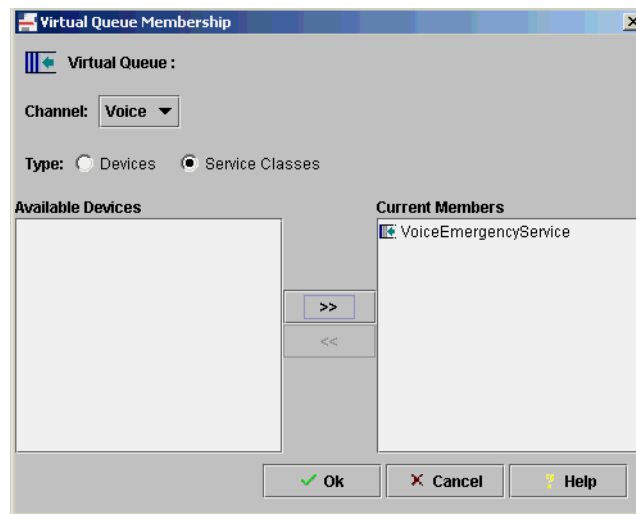 Virtual Queue Membership
Virtual Queue :
Channel: Voice
Type: Devices Service Classes
Available Devices Current Members
VoiceEmergencyService
>>
<<
Ok Cancel Help